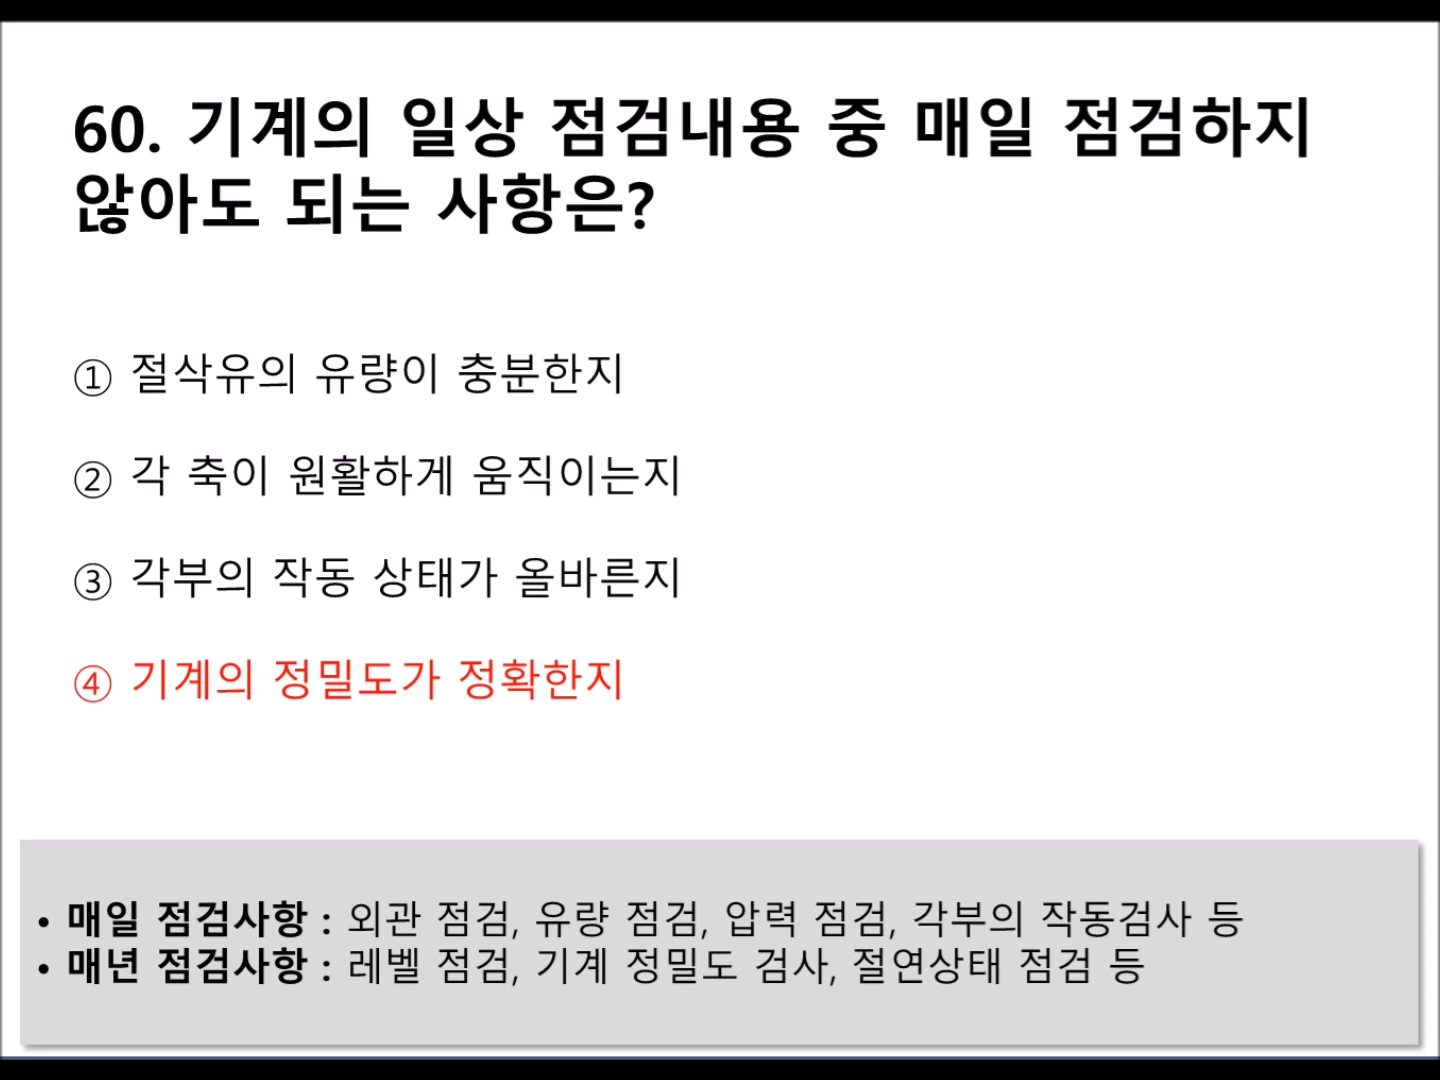 60. 기계의 일상 점검내용 중 매일 점검하지
않아도 되는 사항은?
① 절삭유의 유량이 충분한지
② 각 축이 원활하게 움직이는지
③ 각부의 작동 상태가 올바른지
④ 기계의 정밀도가 정확한지
• 매일 점검사항 : 외관 점검, 유량 점검, 압력 점검, 각부의 작동검사 등
• 매년 점검사항 : 레벨 점검, 기계 정밀도 검사, 절연상태 점검 등